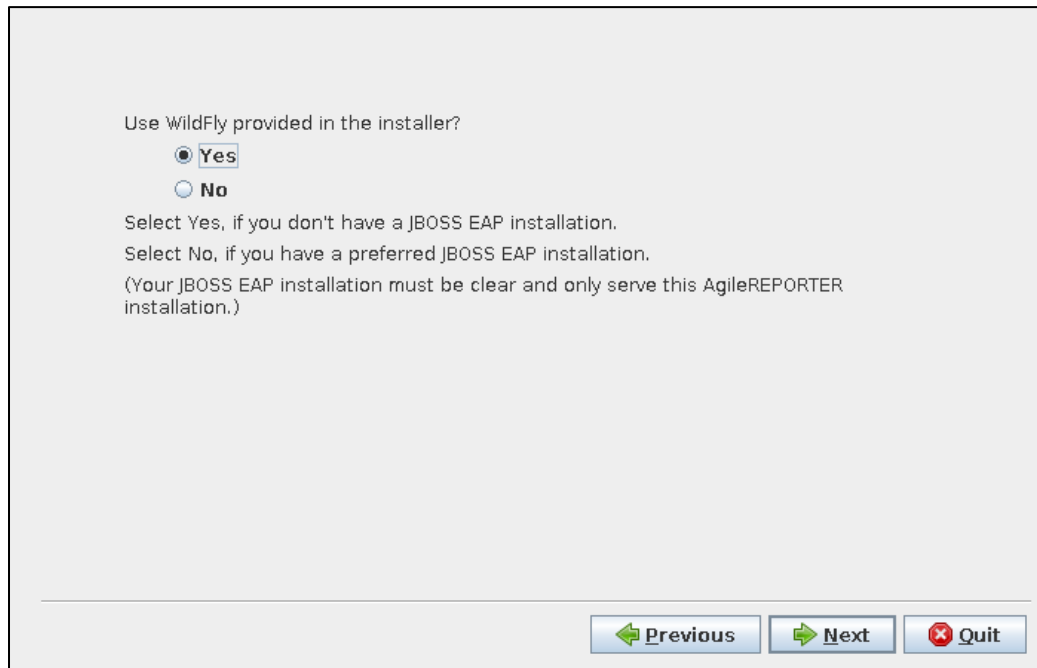 Use WildFly provided in the installer?
Yes
No
Select Yes, if you don't have a JBOSS EAP installation.
Select No, if you have a preferred JBOSS EAP installation.
(Your JBOSS EAP installation must be clear and only serve this AgileREPORTER
installation.)
Previous Next Quit